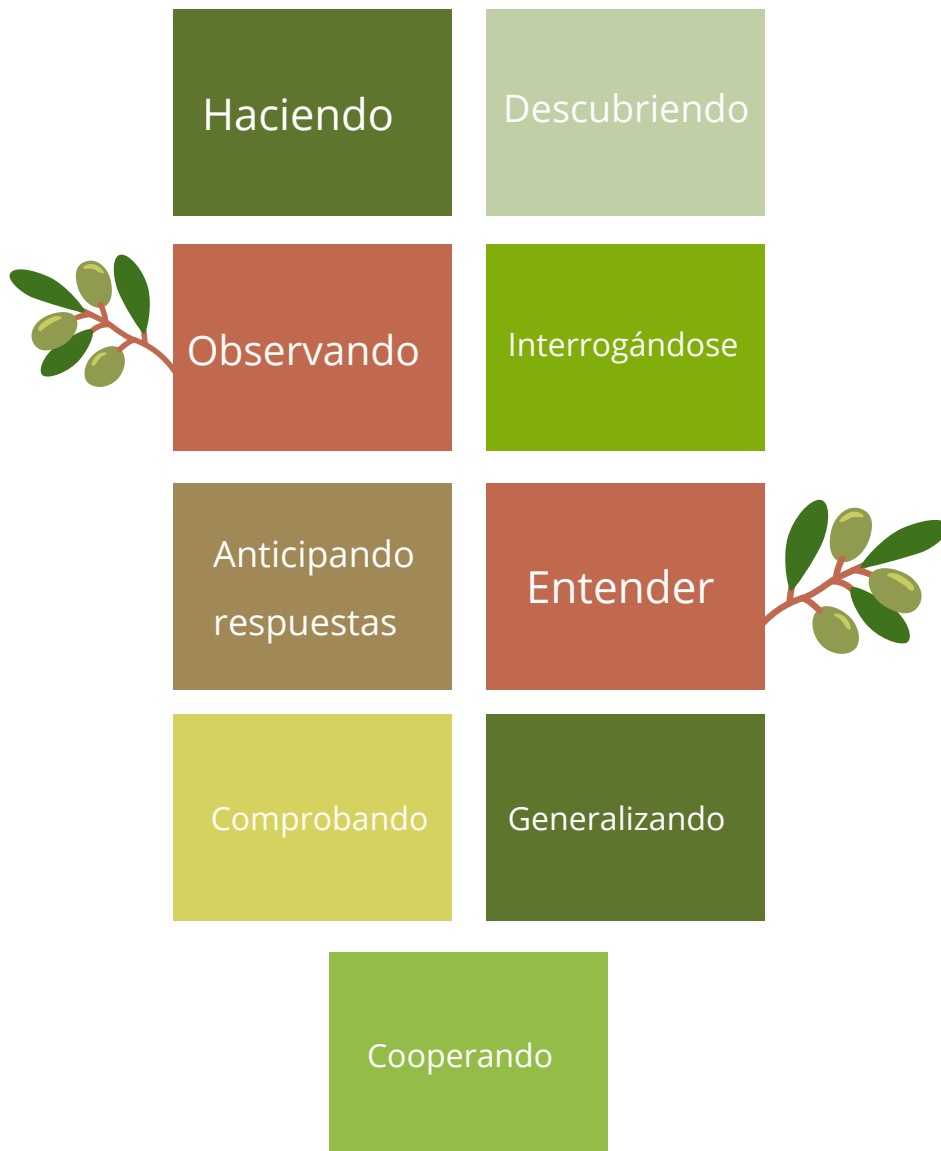 Haciendo
Descubriendo
Observando
Interrogándose
Anticipando
respuestas
Entender
Comprobando
Generalizando
Cooperando